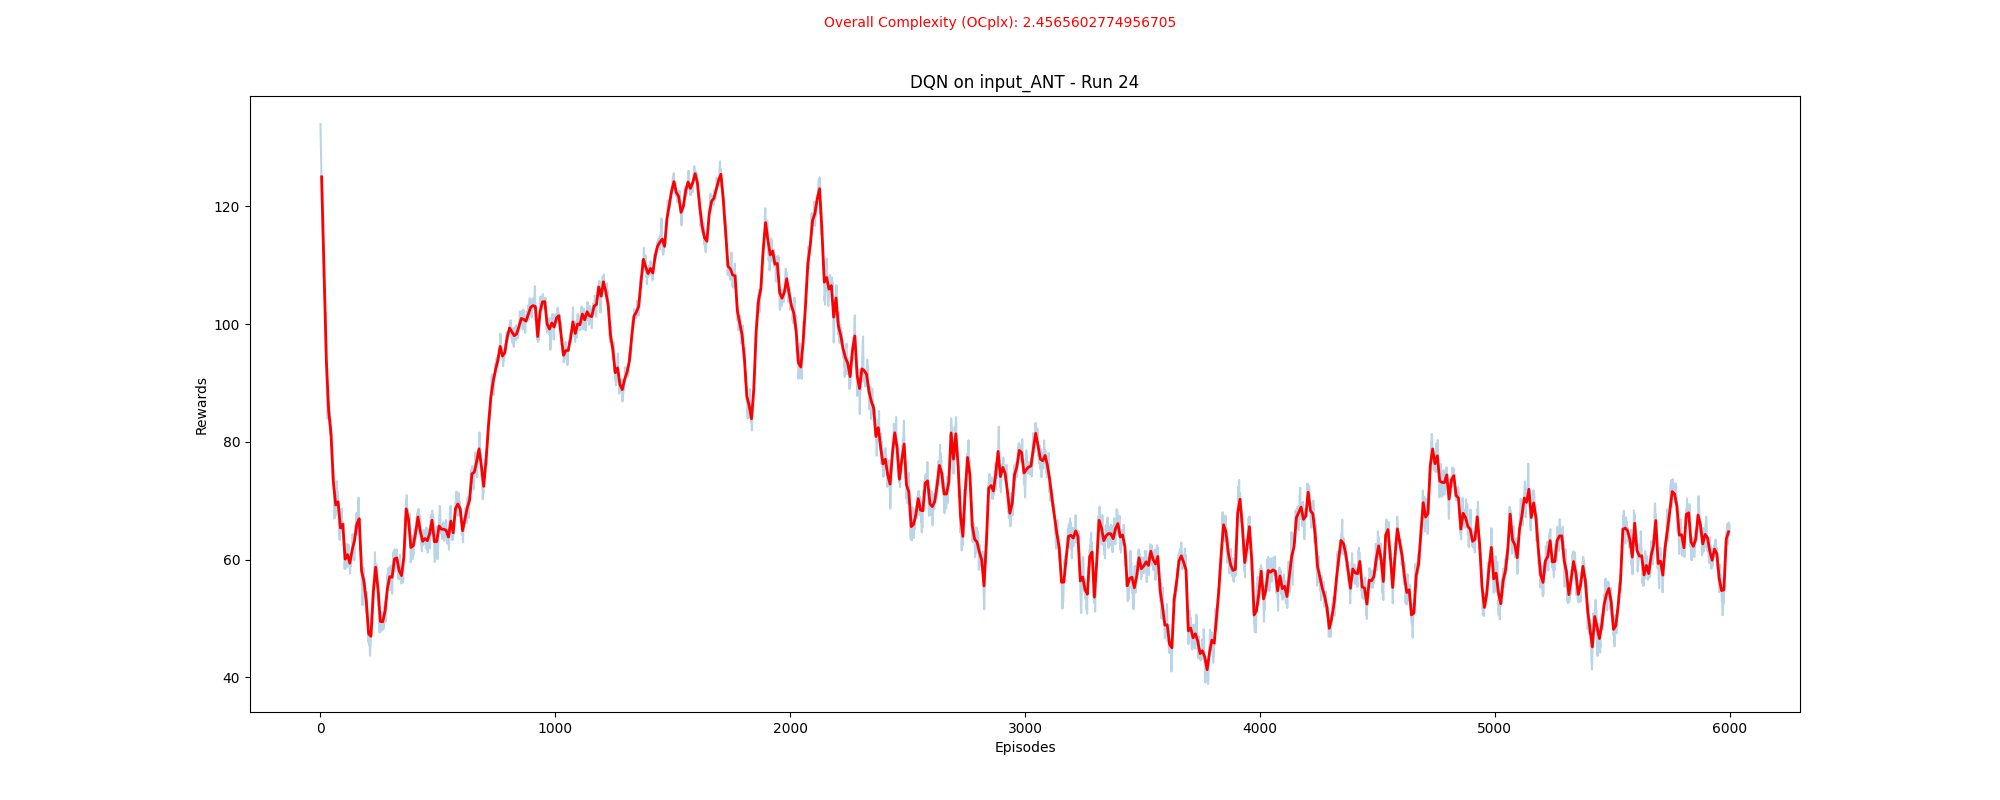 Overall Complexity (OCplx): 2.4565602774956705
DQN on input_ANT - Run 24
Rewards
120
100
80
60
40
0 1000 2000 3000 4000 5000 6000
Episodes